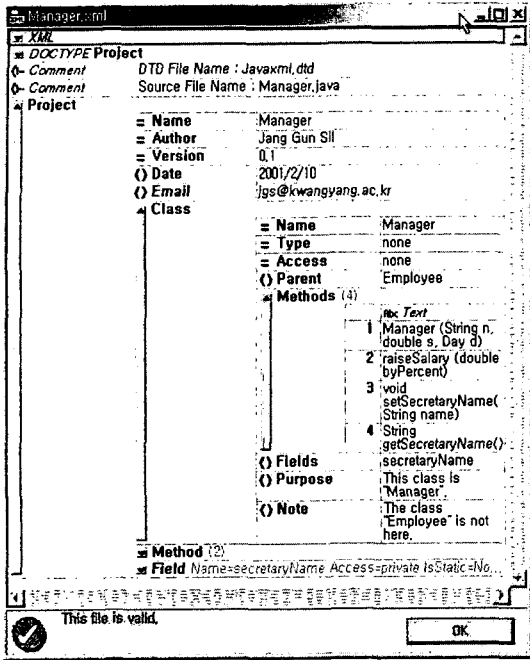 Manager.xml
XML
DOCTYPE Project
Comment DTD File Name : Javaxml.dtd
Comment Source File Name : Manager.java
Project
= Name Manager
= Author Jang Gun Sil
= Version 0.1
() Date 2001/2/10
() Email jgs@kwangyang.ac.kr
Class
= Name Manager
= Type none
= Access none
() Parent Employee
Methods (4)
Abc Text
1 Manager (String n,
double s, Day d)
2 raiseSalary (double
byPercent)
3 void
setSecretaryName(
String name)
4 String
getSecretaryName()
() Fields secretaryName
() Purpose This class is
"Manager".
() Note The class
"Employee" is not
here.
Method (2)
Field Name=secretaryName Access=private IsStatic=No...
This file is valid.
OK